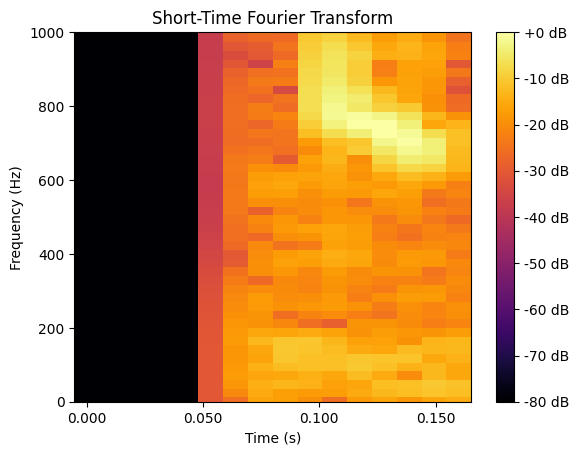 Short-Time Fourier Transform
1000
800
600
400
200
0
Frequency (Hz)
0.000
0.050
0.100
0.150
Time (s)
+0 dB
-10 dB
-20 dB
-30 dB
-40 dB
-50 dB
-60 dB
-70 dB
-80 dB